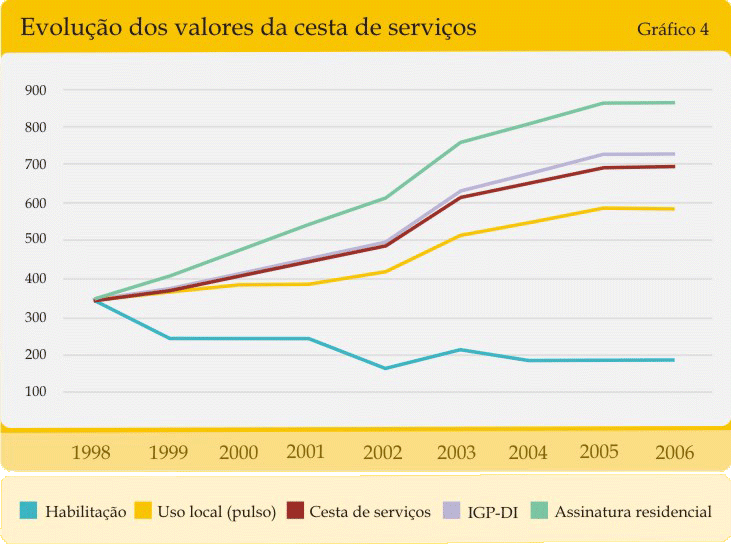 Evolução dos valores da cesta de serviços
Gráfico 4
900
800
700
600
500
400
300
200
100
1998 1999 2000 2001 2002 2003 2004 2005 2006
Habilitação Uso local (pulso) Cesta de serviços IGP-DI Assinatura residencial